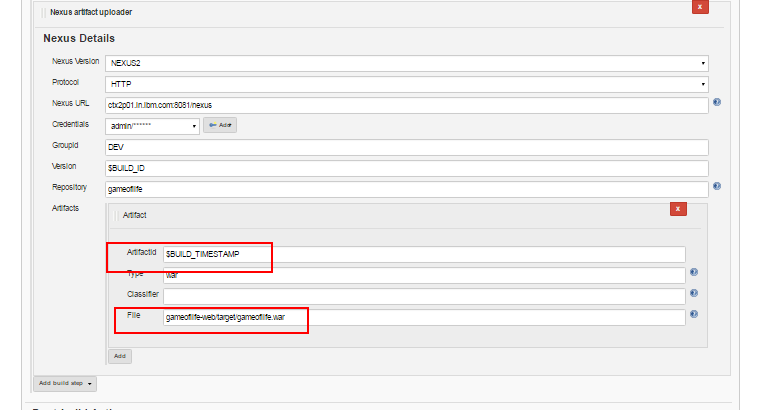 Nexus artifact uploader
x
Nexus Details
Nexus Version NEXUS2
Protocol HTTP
Nexus URL ctx2p01.in.ibm.com:8081/nexus
Credentials admin/****** Add
GroupId DEV
Version $BUILD_ID
Repository gameoflife
Artifacts
Artifact
x
ArtifactId $BUILD_TIMESTAMP
Type war
Classifier
File gameoflife-web/target/gameoflife.war
Add
Add build step